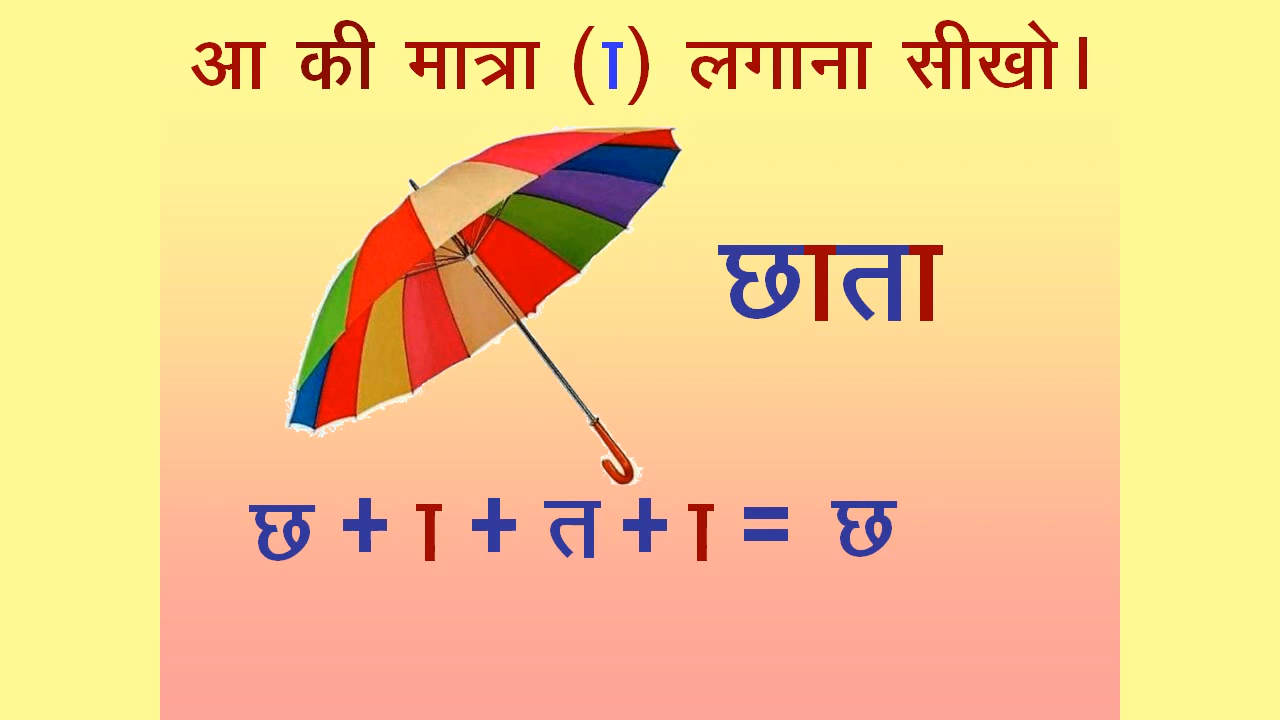 आ की मात्रा (ा) लगाना सीखो।
छाता
छ + ा + त + ा = छ